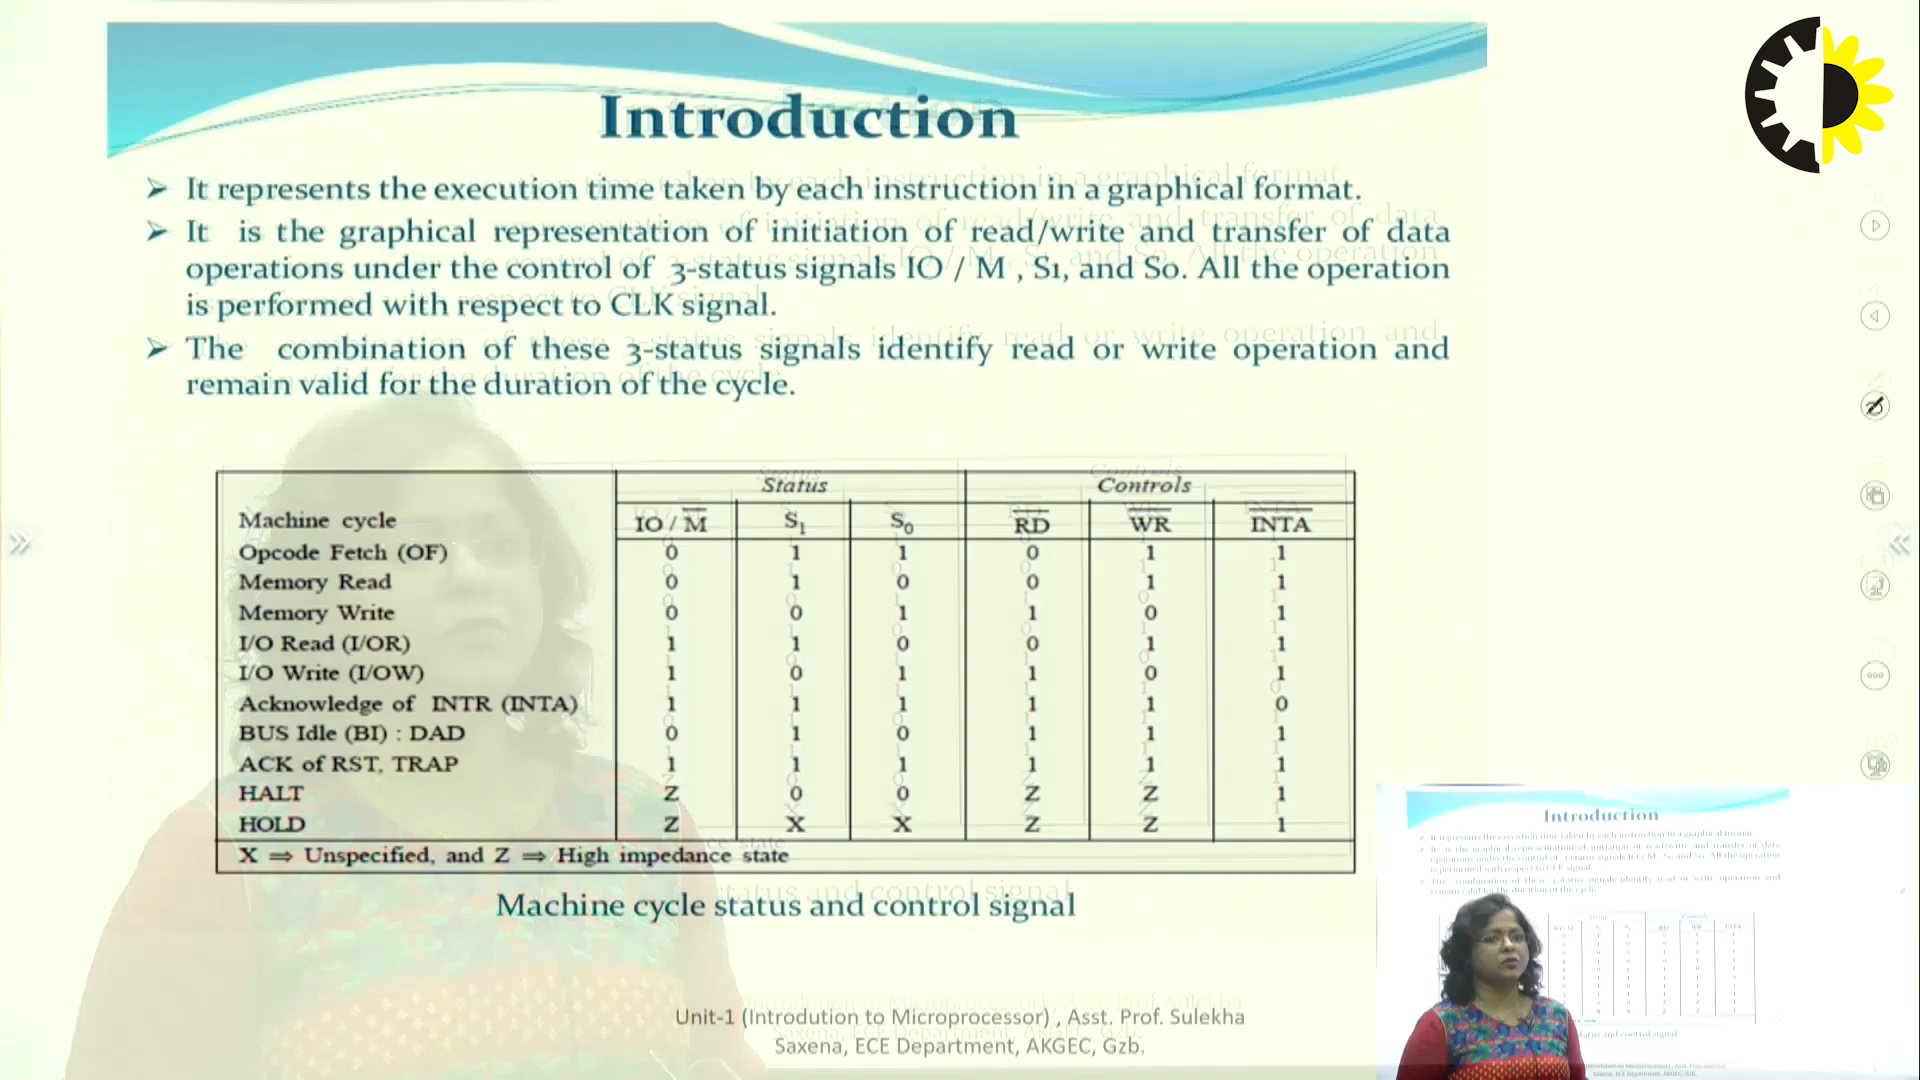 Introduction
It represents the execution time taken by each instruction in a graphical format.
It is the graphical representation of initiation of read/write and transfer of data
operations under the control of 3-status signals IO / M , S1, and S0. All the operation
is performed with respect to CLK signal.
The combination of these 3-status signals identify read or write operation and
remain valid for the duration of the cycle.
Status Controls
Machine cycle IO / M̅ S₁ S₀ R̅D̅ W̅R̅ I̅N̅T̅A̅
Opcode Fetch (OF) 0 1 1 0 1 1
Memory Read 0 1 0 0 1 1
Memory Write 0 0 1 1 0 1
I/O Read (I/OR) 1 1 0 0 1 1
I/O Write (I/OW) 1 0 1 1 0 1
Acknowledge of INTR (INTA) 1 1 1 1 1 0
BUS Idle (BI) : DAD 0 1 0 1 1 1
ACK of RST, TRAP 1 1 1 1 1 1
HALT Z 0 0 Z Z 1
HOLD Z X X Z Z 1
X ⇒ Unspecified, and Z ⇒ High impedance state
Machine cycle status and control signal
Unit-1 (Introdution to Microprocessor) , Asst. Prof. Sulekha
Saxena, ECE Department, AKGEC, Gzb.
Introduction